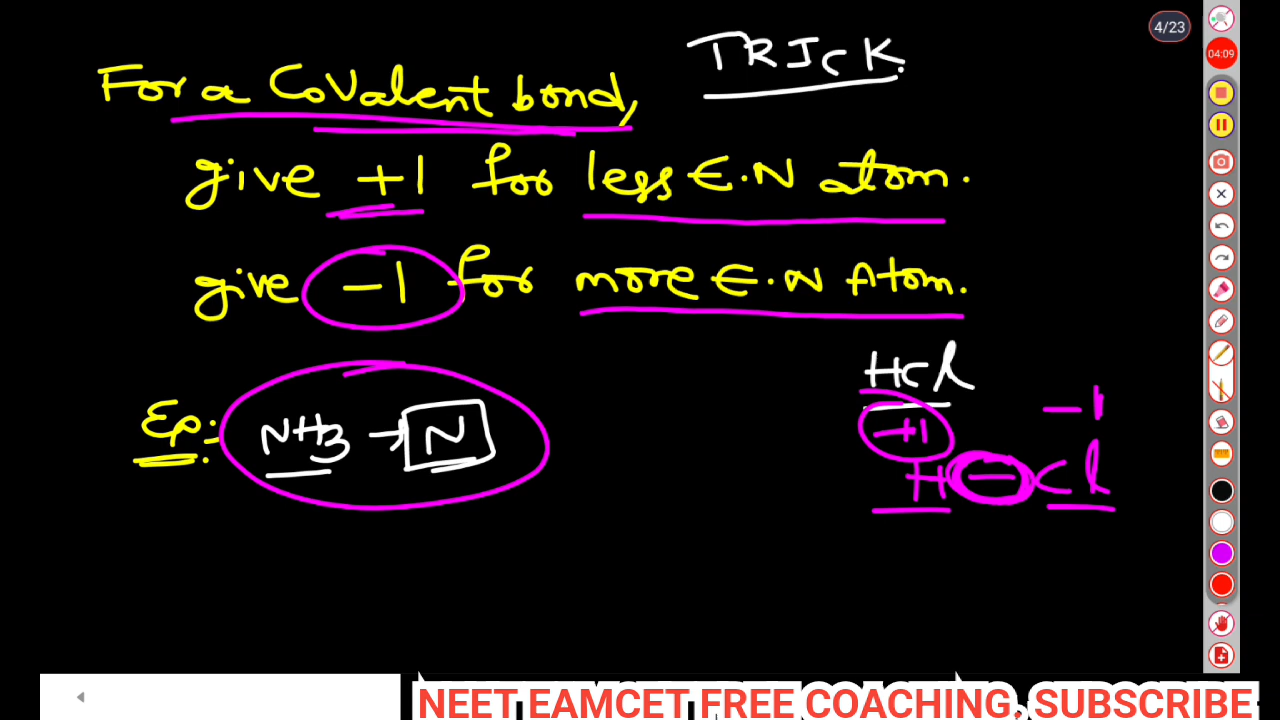 4/23
TRICK.
04:09
For a Covalent bond,
give +1 for less E.N atom.
give -1 for more E.N Atom.
HCl
Ex:
NH3 → N
+1 -1
H-Cl
NEET EAMCET FREE COACHING, SUBSCRIBE